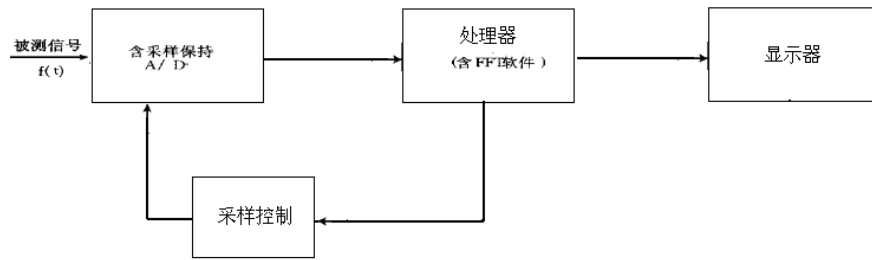 被测信号
f(t)
含采样保持
A/D
处理器
(含FFT软件)
显示器
采样控制